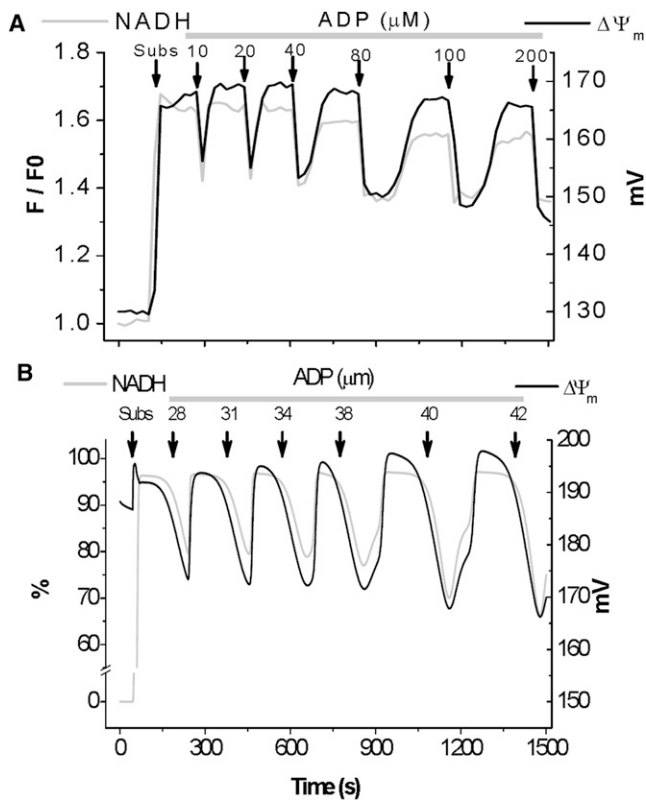 A
NADH
ADP (μM)
ΔΨm
Subs 10 20 40 80 100 200
1.8
1.6
1.4
1.2
1.0
F / F0
170
160
150
140
130
mV
B
NADH
ADP (μm)
ΔΨm
Subs 28 31 34 38 40 42
100
90
80
70
60
0
%
200
190
180
170
160
150
mV
0 300 600 900 1200 1500
Time (s)